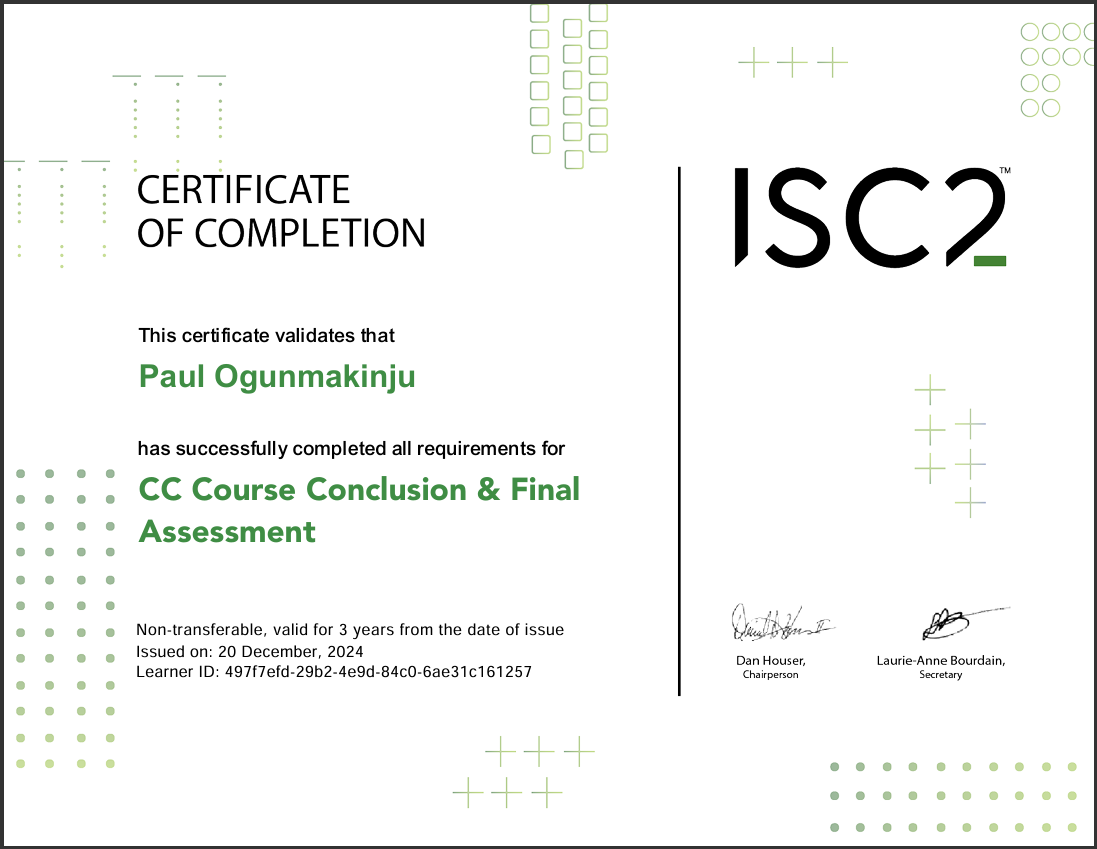 CERTIFICATE
OF COMPLETION
ISC2™
This certificate validates that
Paul Ogunmakinju
has successfully completed all requirements for
CC Course Conclusion & Final
Assessment
Non-transferable, valid for 3 years from the date of issue
Issued on: 20 December, 2024
Learner ID: 497f7efd-29b2-4e9d-84c0-6ae31c161257
Dan Houser,
Chairperson
Laurie-Anne Bourdain,
Secretary